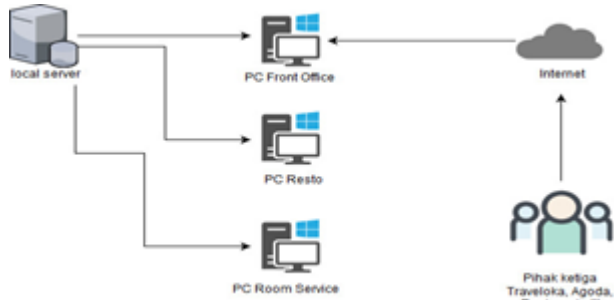 local server
PC Front Office
Internet
PC Resto
PC Room Service
Pihak ketiga
Traveloka, Agoda,